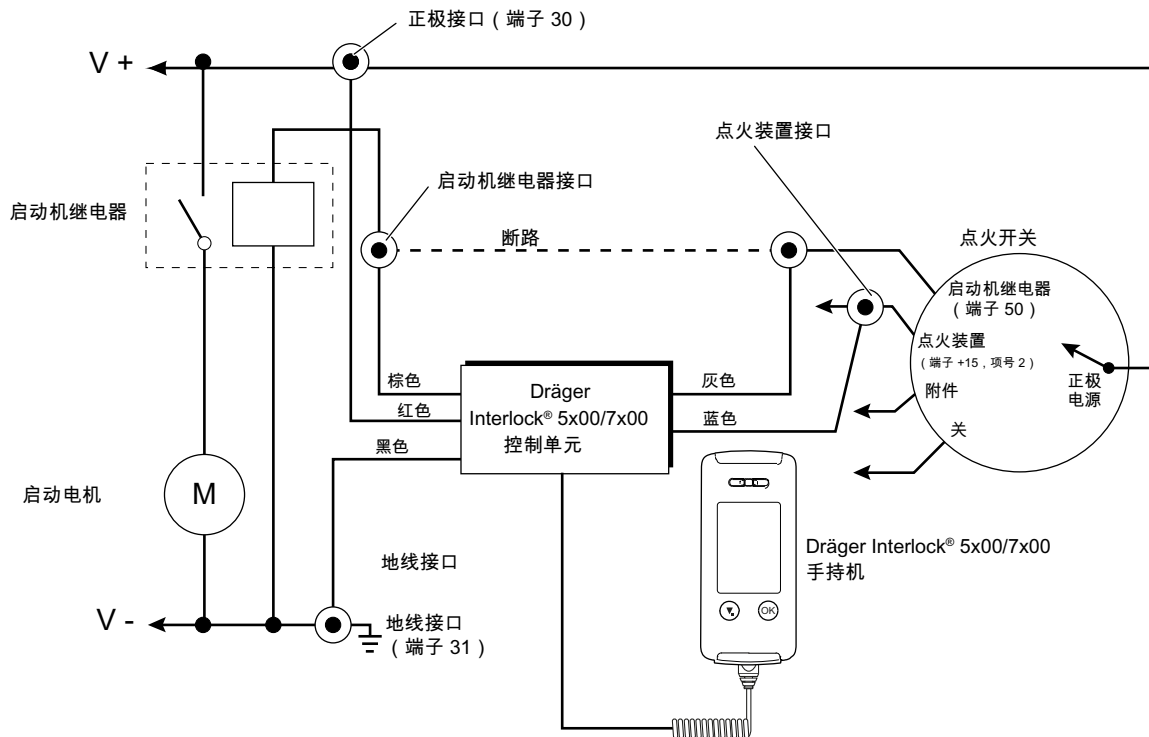 正极接口（端子 30）
V +
点火装置接口
启动机继电器接口
启动机继电器
断路
点火开关
启动机继电器
（端子 50）
点火装置
（端子 +15，项号 2）
正极
电源
附件
关
棕色
红色
黑色
Dräger
Interlock® 5x00/7x00
控制单元
灰色
蓝色
启动电机
M
地线接口
Dräger Interlock® 5x00/7x00
手持机
OK
V -
地线接口
（端子 31）